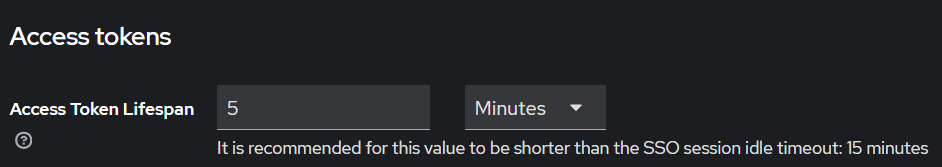 Access tokens
Access Token Lifespan
5
Minutes
It is recommended for this value to be shorter than the SSO session idle timeout: 15 minutes